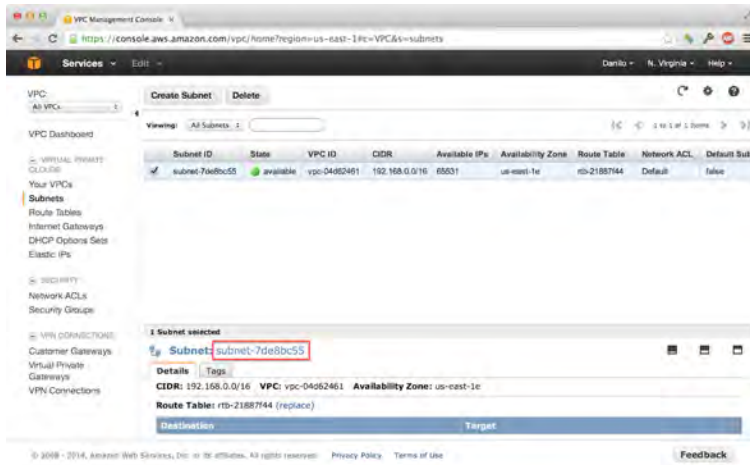 VPC Management Console
https://console.aws.amazon.com/vpc/home?region=us-east-1#c=VPC&s=subnets
Services Edit Danilo N. Virginia Help
VPC
All VPCs
Create Subnet Delete
Viewing: All Subnets
1 to 1 of 1 Items
VPC Dashboard
VIRTUAL PRIVATE CLOUDS
Your VPCs
Subnets
Route Tables
Internet Gateways
DHCP Options Sets
Elastic IPs
SECURITY
Network ACLs
Security Groups
VPN CONNECTIONS
Customer Gateways
Virtual Private
Gateways
VPN Connections
Subnet ID State VPC ID CIDR Available IPs Availability Zone Route Table Network ACL Default Sub
subnet-7de8bc55 available vpc-04d62461 192.168.0.0/16 65531 us-east-1e rtb-21887f44 Default false
1 Subnet selected
Subnet: subnet-7de8bc55
Details Tags
CIDR: 192.168.0.0/16 VPC: vpc-04d62461 Availability Zone: us-east-1e
Route Table: rtb-21887f44 (replace)
Destination Target
© 2008 - 2014, Amazon Web Services, Inc. or its affiliates. All rights reserved. Privacy Policy Terms of Use Feedback